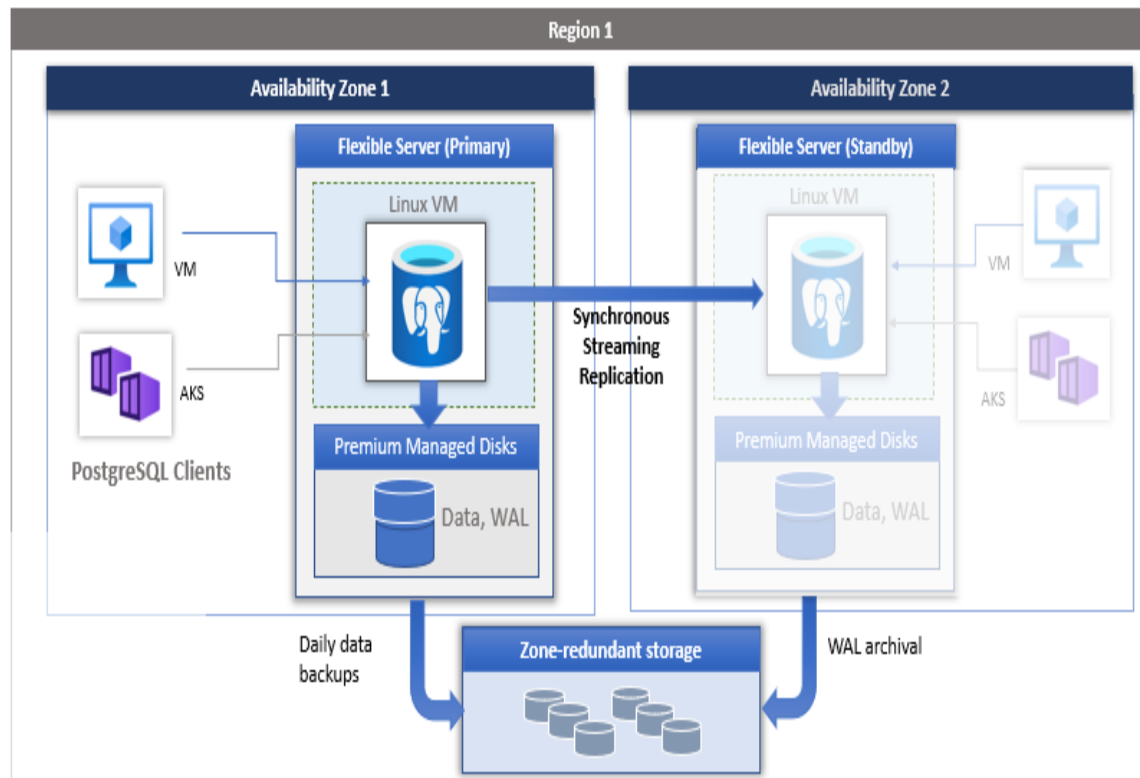 Region 1
Availability Zone 1
Flexible Server (Primary)
Linux VM
VM
AKS
PostgreSQL Clients
Premium Managed Disks
Data, WAL
Synchronous
Streaming
Replication
Availability Zone 2
Flexible Server (Standby)
Linux VM
VM
AKS
Premium Managed Disks
Data, WAL
Daily data
backups
Zone-redundant storage
WAL archival